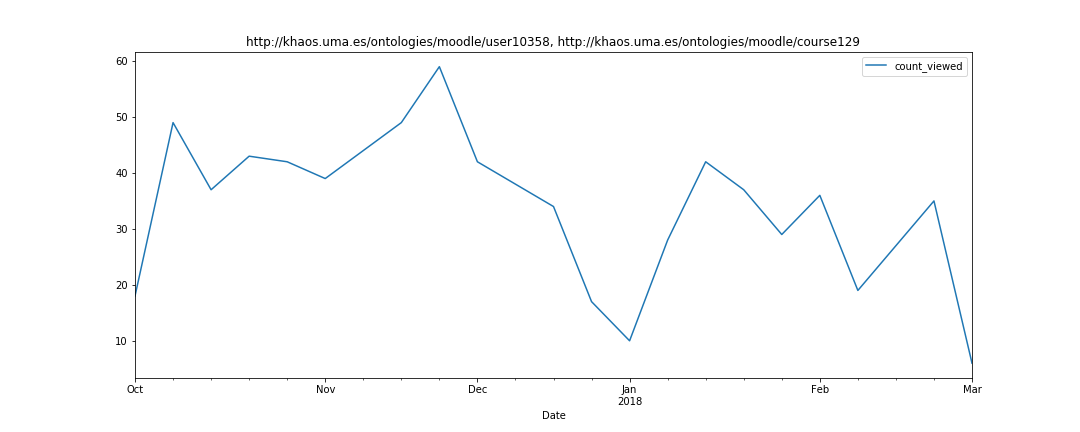 http://khaos.uma.es/ontologies/moodle/user10358, http://khaos.uma.es/ontologies/moodle/course129
count_viewed
60
50
40
30
20
10
Oct Nov Dec Jan Feb Mar
2018
Date